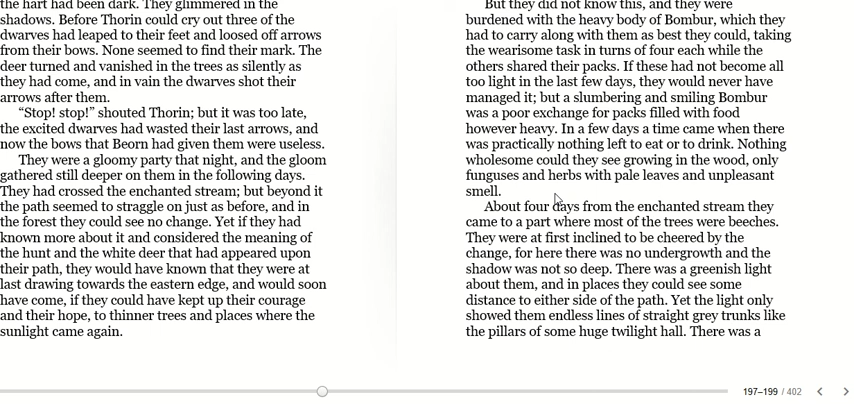 the hart had been dark. They glimmered in the
shadows. Before Thorin could cry out three of the
dwarves had leaped to their feet and loosed off arrows
from their bows. None seemed to find their mark. The
deer turned and vanished in the trees as silently as
they had come, and in vain the dwarves shot their
arrows after them.
“Stop! stop!” shouted Thorin; but it was too late,
the excited dwarves had wasted their last arrows, and
now the bows that Beorn had given them were useless.
They were a gloomy party that night, and the gloom
gathered still deeper on them in the following days.
They had crossed the enchanted stream; but beyond it
the path seemed to straggle on just as before, and in
the forest they could see no change. Yet if they had
known more about it and considered the meaning of
the hunt and the white deer that had appeared upon
their path, they would have known that they were at
last drawing towards the eastern edge, and would soon
have come, if they could have kept up their courage
and their hope, to thinner trees and places where the
sunlight came again.
But they did not know this, and they were
burdened with the heavy body of Bombur, which they
had to carry along with them as best they could, taking
the wearisome task in turns of four each while the
others shared their packs. If these had not become all
too light in the last few days, they would never have
managed it; but a slumbering and smiling Bombur
was a poor exchange for packs filled with food
however heavy. In a few days a time came when there
was practically nothing left to eat or to drink. Nothing
wholesome could they see growing in the wood, only
funguses and herbs with pale leaves and unpleasant
smell.
About four days from the enchanted stream they
came to a part where most of the trees were beeches.
They were at first inclined to be cheered by the
change, for here there was no undergrowth and the
shadow was not so deep. There was a greenish light
about them, and in places they could see some
distance to either side of the path. Yet the light only
showed them endless lines of straight grey trunks like
the pillars of some huge twilight hall. There was a
197–199 / 402